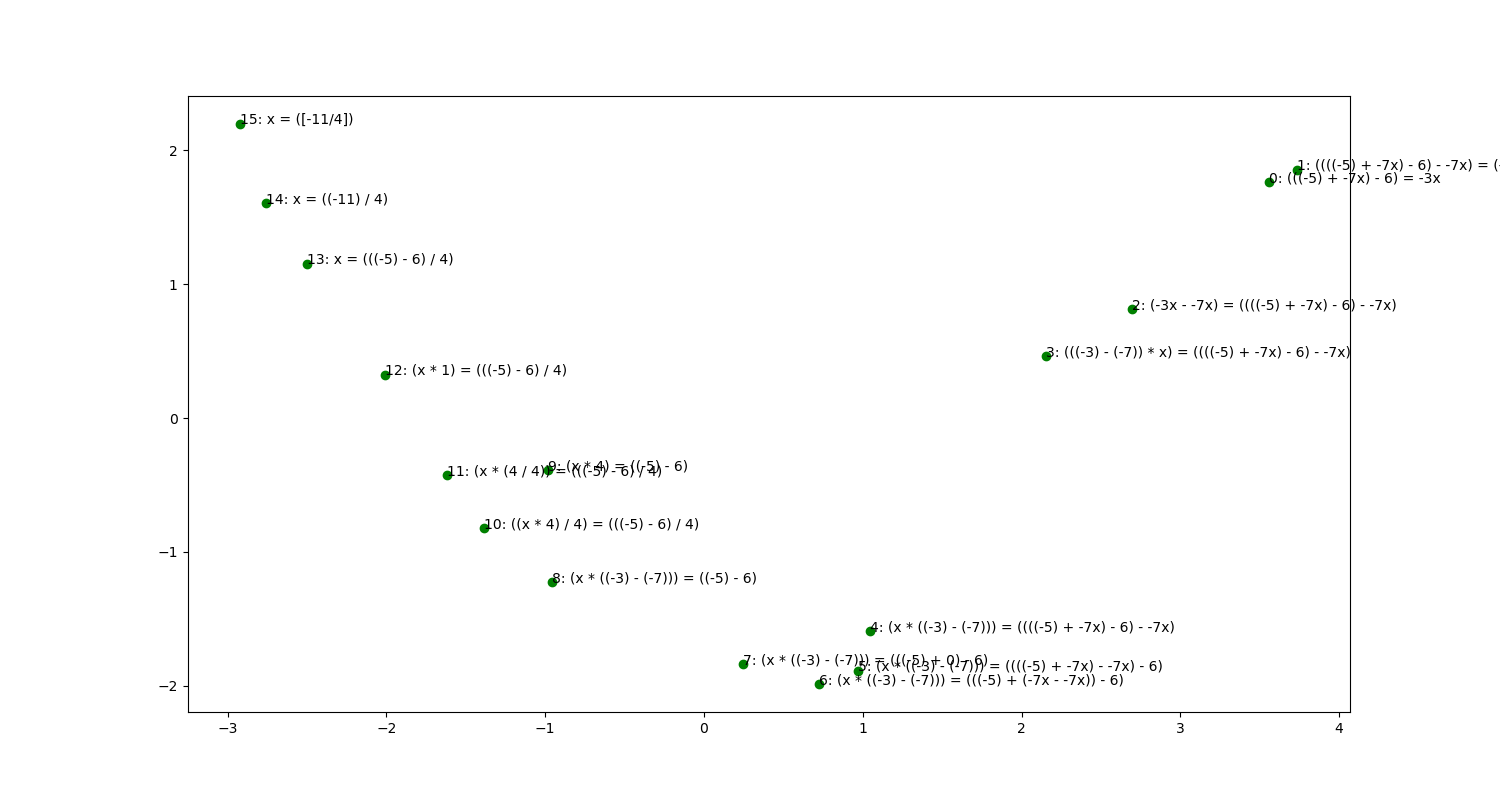 15: x = ([-11/4])
1: ((((-5) + -7x) - 6) - -7x) = (-
0: (((-5) + -7x) - 6) = -3x
14: x = ((-11) / 4)
13: x = (((-5) - 6) / 4)
2: (-3x - -7x) = ((((-5) + -7x) - 6) - -7x)
3: (((-3) - (-7)) * x) = ((((-5) + -7x) - 6) - -7x)
12: (x * 1) = (((-5) - 6) / 4)
9: (x * 4) = ((-5) - 6)
11: (x * (4 / 4)) = (((-5) - 6) / 4)
10: ((x * 4) / 4) = (((-5) - 6) / 4)
8: (x * ((-3) - (-7))) = ((-5) - 6)
4: (x * ((-3) - (-7))) = ((((-5) + -7x) - 6) - -7x)
7: (x * ((-3) - (-7))) = (((-5) + 0) - 6)
5: (x * ((-3) - (-7))) = ((((-5) + -7x) - -7x) - 6)
6: (x * ((-3) - (-7))) = (((-5) + (-7x - -7x)) - 6)
2
1
0
−1
−2
−3 −2 −1 0 1 2 3 4